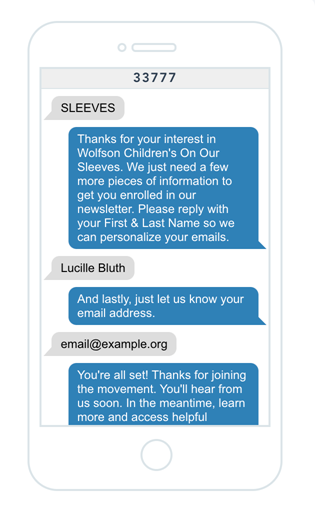 33777
SLEEVES
Thanks for your interest in
Wolfson Children's On Our
Sleeves. We just need a few
more pieces of information to
get you enrolled in our
newsletter. Please reply with
your First & Last Name so we
can personalize your emails.
Lucille Bluth
And lastly, just let us know your
email address.
email@example.org
You're all set! Thanks for joining
the movement. You'll hear from
us soon. In the meantime, learn
more and access helpful